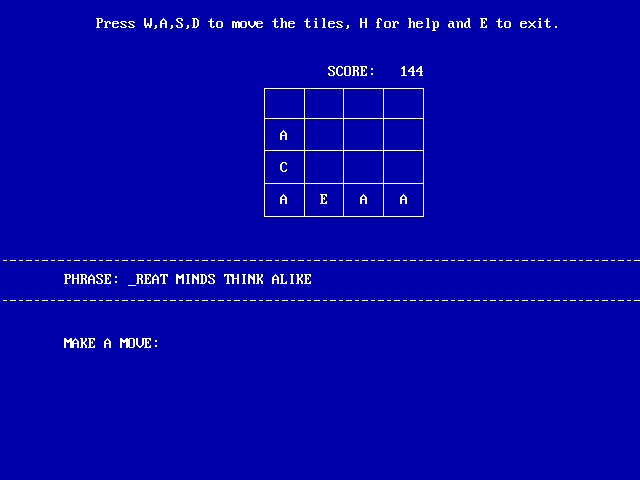 Press W,A,S,D to move the tiles, H for help and E to exit.
SCORE: 144
A
C
A E A A
PHRASE: _REAT MINDS THINK ALIKE
MAKE A MOVE: